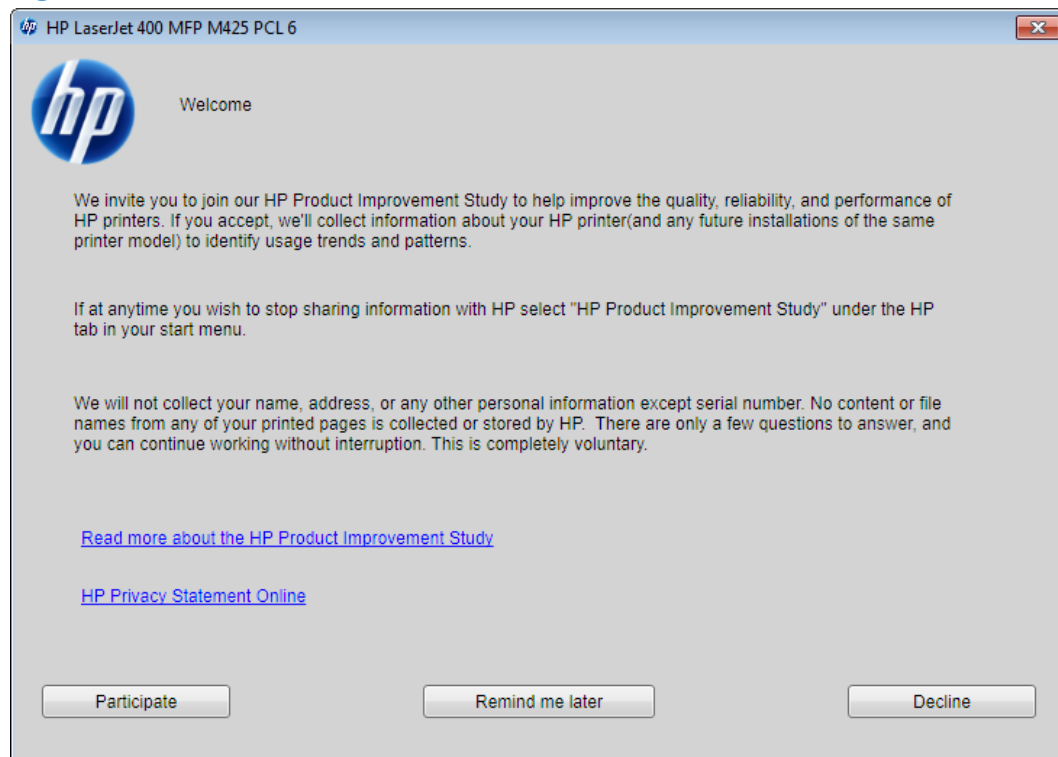 HP LaserJet 400 MFP M425 PCL 6
hp
Welcome
We invite you to join our HP Product Improvement Study to help improve the quality, reliability, and performance of
HP printers. If you accept, we'll collect information about your HP printer(and any future installations of the same
printer model) to identify usage trends and patterns.
If at anytime you wish to stop sharing information with HP select "HP Product Improvement Study" under the HP
tab in your start menu.
We will not collect your name, address, or any other personal information except serial number. No content or file
names from any of your printed pages is collected or stored by HP.  There are only a few questions to answer, and
you can continue working without interruption. This is completely voluntary.
Read more about the HP Product Improvement Study
HP Privacy Statement Online
Participate
Remind me later
Decline